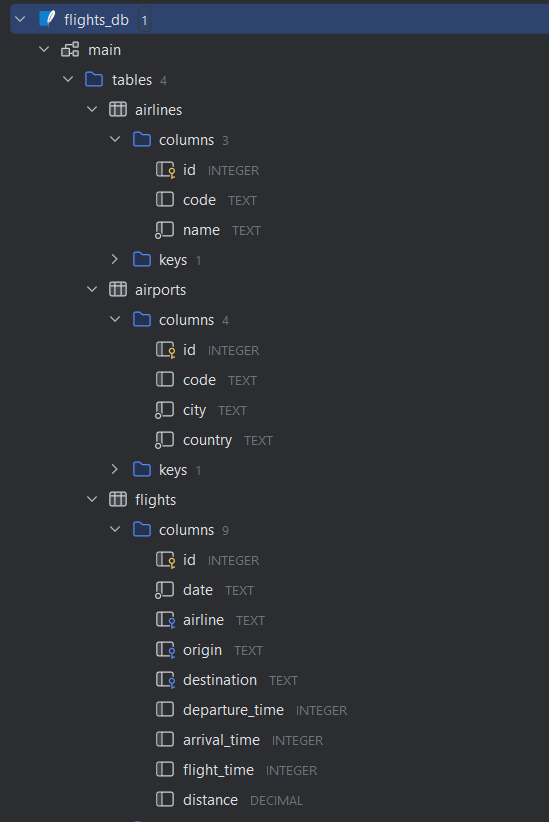 flights_db 1
main
tables 4
airlines
columns 3
id INTEGER
code TEXT
name TEXT
keys 1
airports
columns 4
id INTEGER
code TEXT
city TEXT
country TEXT
keys 1
flights
columns 9
id INTEGER
date TEXT
airline TEXT
origin TEXT
destination TEXT
departure_time INTEGER
arrival_time INTEGER
flight_time INTEGER
distance DECIMAL